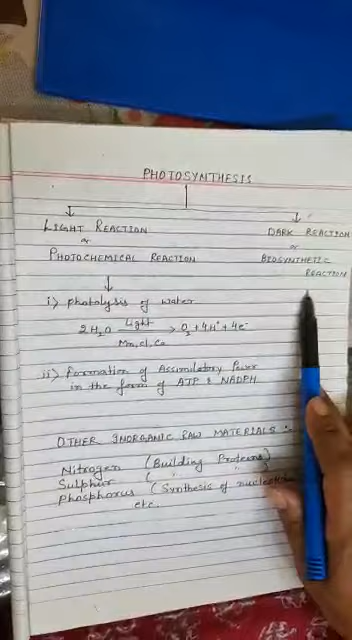 PHOTOSYNTHESIS
LIGHT REACTION
or
PHOTOCHEMICAL REACTION
DARK REACTION
or
BIOSYNTHETIC
REACTION
i) photolysis of water
2H₂O Light → O₂ + 4H⁺ + 4e⁻
Mn, Cl, Ca
ii) Formation of Assimilatory Power
in the form of ATP & NADPH
OTHER INORGANIC RAW MATERIALS :-
Nitrogen (Building Proteins)
Sulphur ( " " )
Phosphorus (Synthesis of
etc.